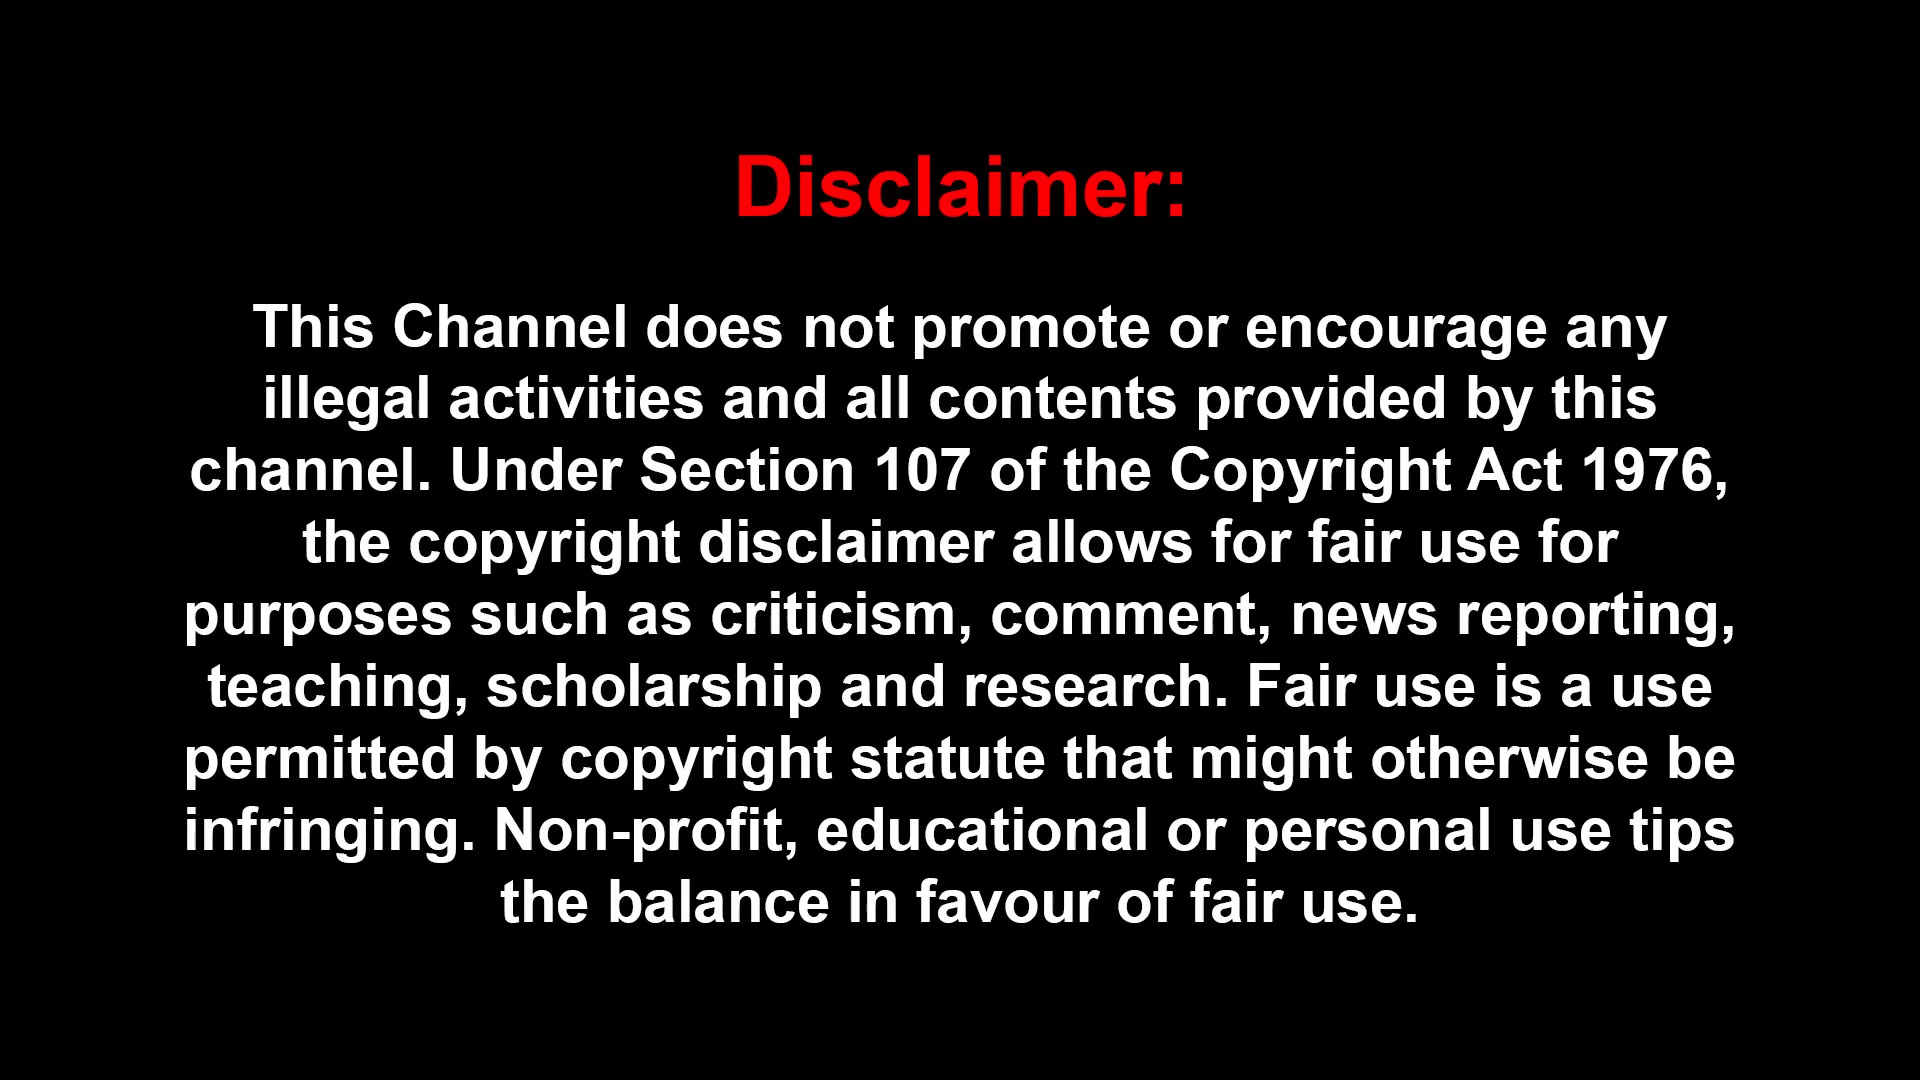 Disclaimer:
This Channel does not promote or encourage any
illegal activities and all contents provided by this
channel. Under Section 107 of the Copyright Act 1976,
the copyright disclaimer allows for fair use for
purposes such as criticism, comment, news reporting,
teaching, scholarship and research. Fair use is a use
permitted by copyright statute that might otherwise be
infringing. Non-profit, educational or personal use tips
the balance in favour of fair use.